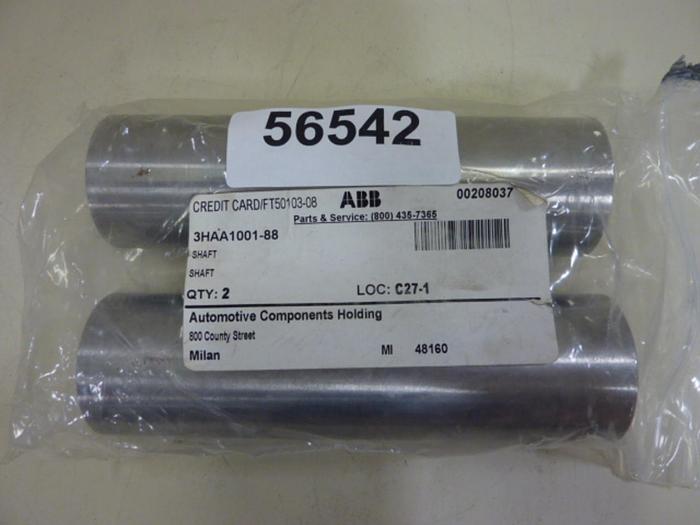 56542
CREDIT CARD/FT50103-08 ABB 00208037
Parts & Service: (800) 435-7365
3HAA1001-88
SHAFT
SHAFT
QTY: 2 LOC: C27-1
Automotive Components Holding
800 County Street
Milan MI 48160